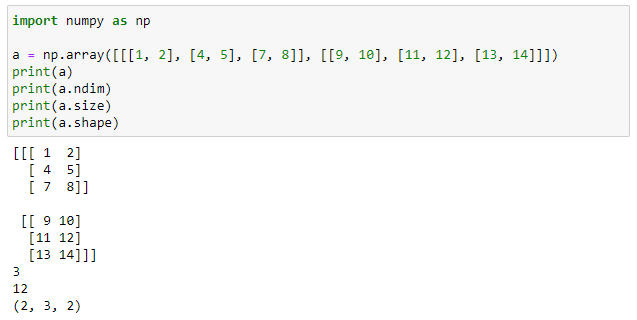 import numpy as np
a = np.array([[[1, 2], [4, 5], [7, 8]], [[9, 10], [11, 12], [13, 14]]])
print(a)
print(a.ndim)
print(a.size)
print(a.shape)
[[[ 1  2]
  [ 4  5]
  [ 7  8]]
 [[ 9 10]
  [11 12]
  [13 14]]]
3
12
(2, 3, 2)